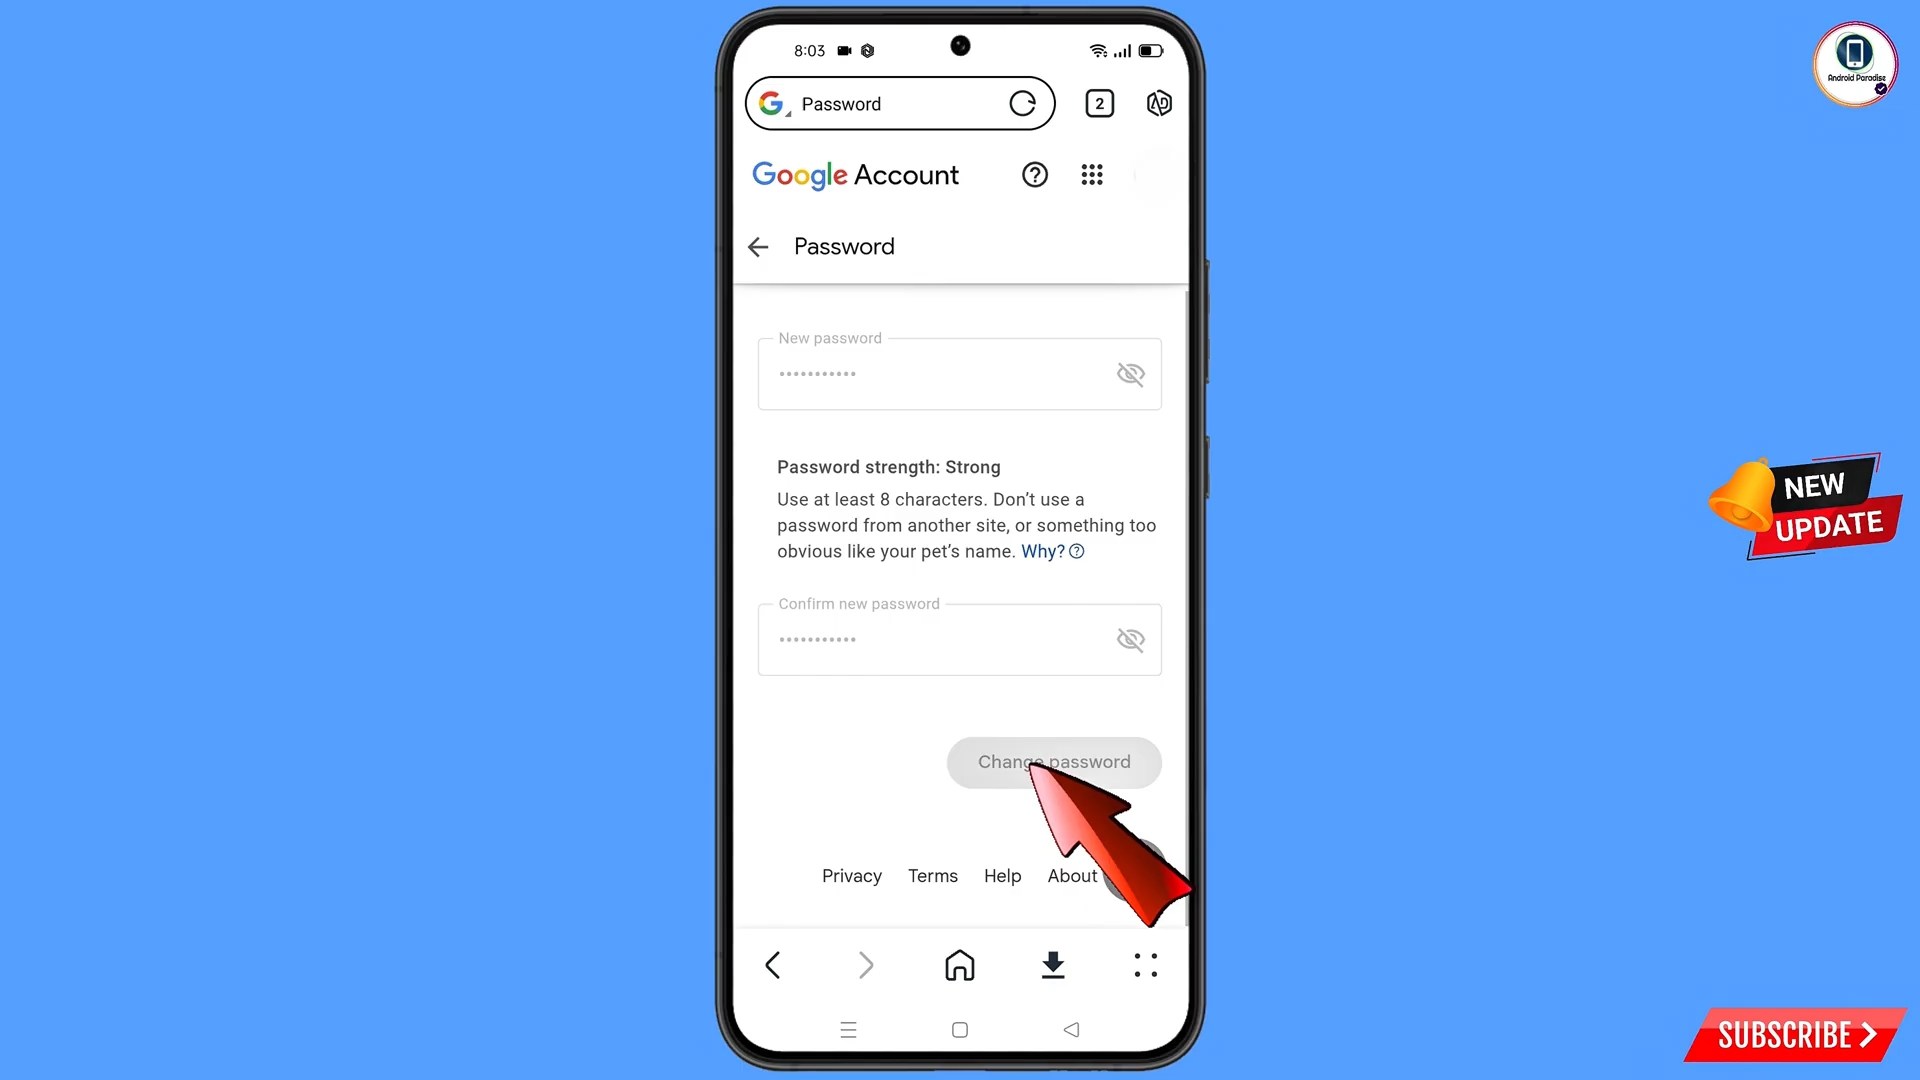 8:03
Password
2
Android Paradise
Google Account
Password
New password
•••••••••••
Password strength: Strong
Use at least 8 characters. Don’t use a
password from another site, or something too
obvious like your pet’s name. Why?
NEW
UPDATE
Confirm new password
•••••••••••
Change password
Privacy Terms Help About
SUBSCRIBE